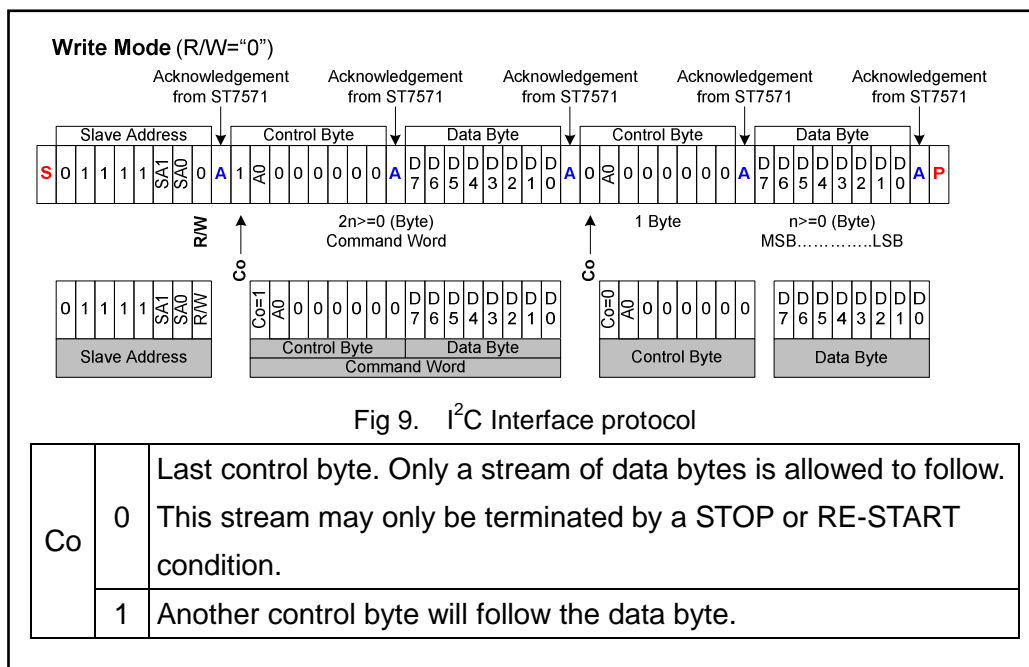 Write Mode (R/W=“0”)
Acknowledgement from ST7571
Acknowledgement from ST7571
Acknowledgement from ST7571
Acknowledgement from ST7571
Acknowledgement from ST7571
Slave Address Control Byte Data Byte Control Byte Data Byte
S 0 1 1 1 1 SA1 SA0 0 A 1 A0 0 0 0 0 0 0 A D7 D6 D5 D4 D3 D2 D1 D0 A 0 A0 0 0 0 0 0 0 A D7 D6 D5 D4 D3 D2 D1 D0 A P
R/W
Co
2n>=0 (Byte)
Command Word
Co
1 Byte
n>=0 (Byte)
MSB…………..LSB
0 1 1 1 1 SA1 SA0 R/W
Slave Address
Co=1 A0 0 0 0 0 0 0 D7 D6 D5 D4 D3 D2 D1 D0
Control Byte Data Byte
Command Word
Co=0 A0 0 0 0 0 0 0
Control Byte
D7 D6 D5 D4 D3 D2 D1 D0
Data Byte
Fig 9. I²C Interface protocol
Co
0
Last control byte. Only a stream of data bytes is allowed to follow.
This stream may only be terminated by a STOP or RE-START
condition.
1 Another control byte will follow the data byte.